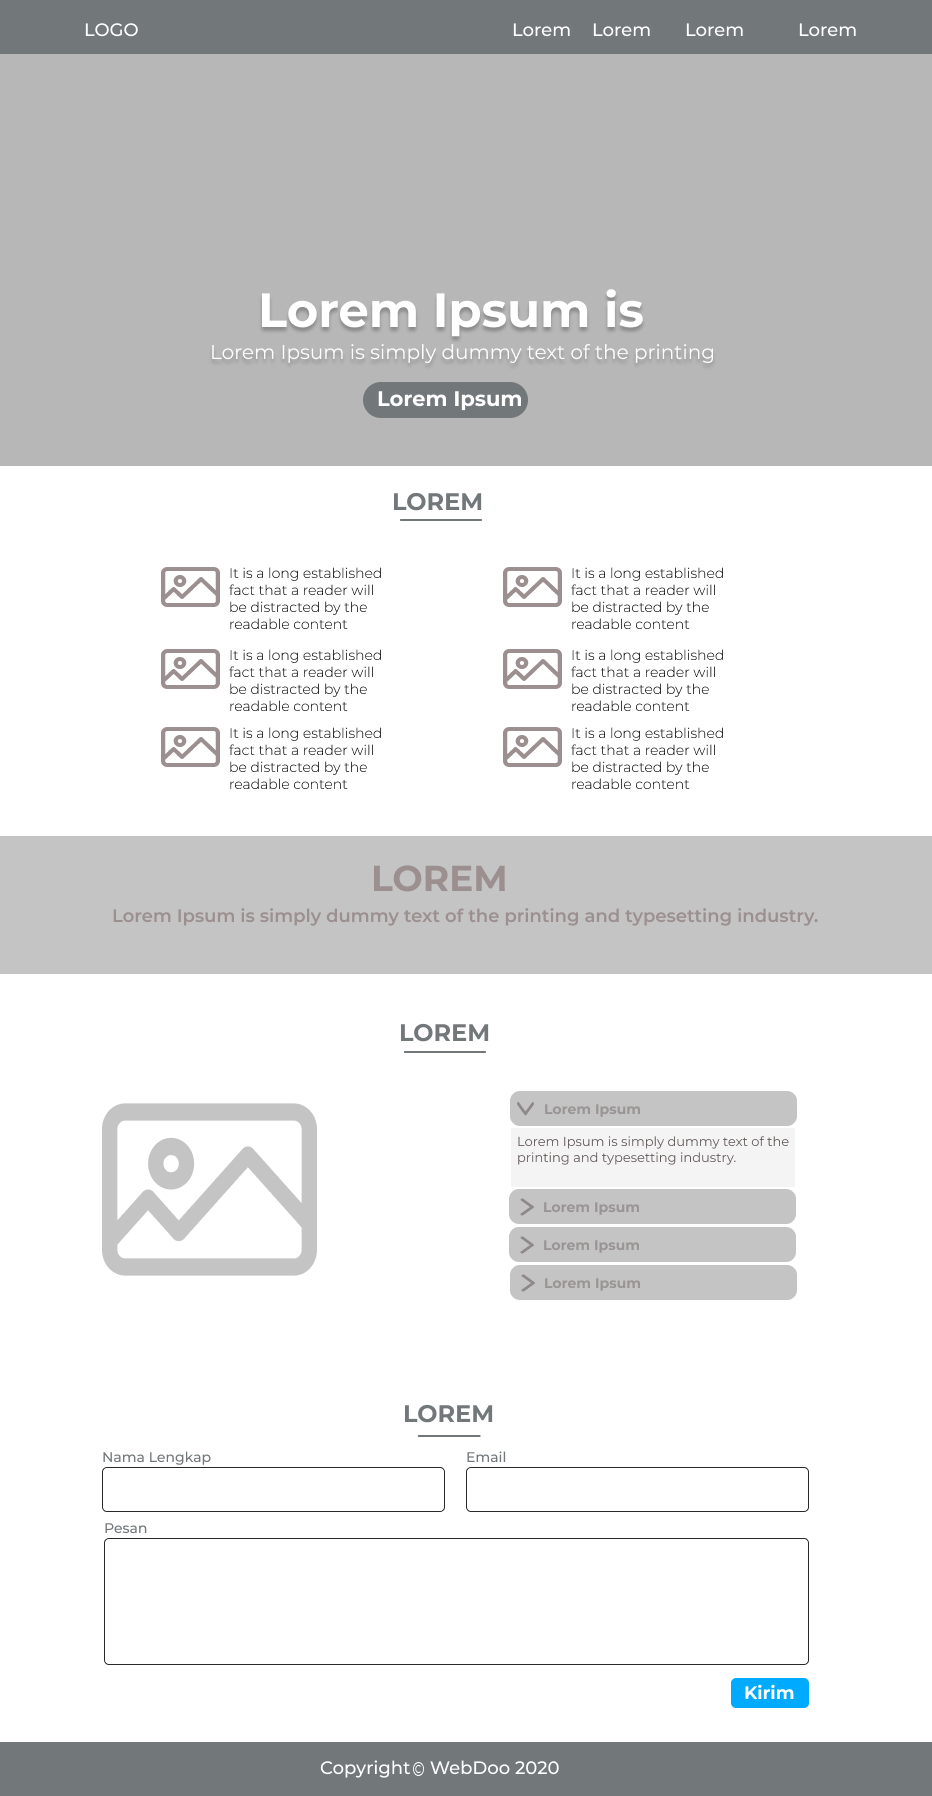 LOGO Lorem Lorem Lorem Lorem
Lorem Ipsum is
Lorem Ipsum is simply dummy text of the printing
Lorem Ipsum
LOREM
It is a long established
fact that a reader will
be distracted by the
readable content
It is a long established
fact that a reader will
be distracted by the
readable content
It is a long established
fact that a reader will
be distracted by the
readable content
It is a long established
fact that a reader will
be distracted by the
readable content
It is a long established
fact that a reader will
be distracted by the
readable content
It is a long established
fact that a reader will
be distracted by the
readable content
LOREM
Lorem Ipsum is simply dummy text of the printing and typesetting industry.
LOREM
Lorem Ipsum
Lorem Ipsum is simply dummy text of the
printing and typesetting industry.
Lorem Ipsum
Lorem Ipsum
Lorem Ipsum
LOREM
Nama Lengkap
Email
Pesan
Kirim
Copyright© WebDoo 2020